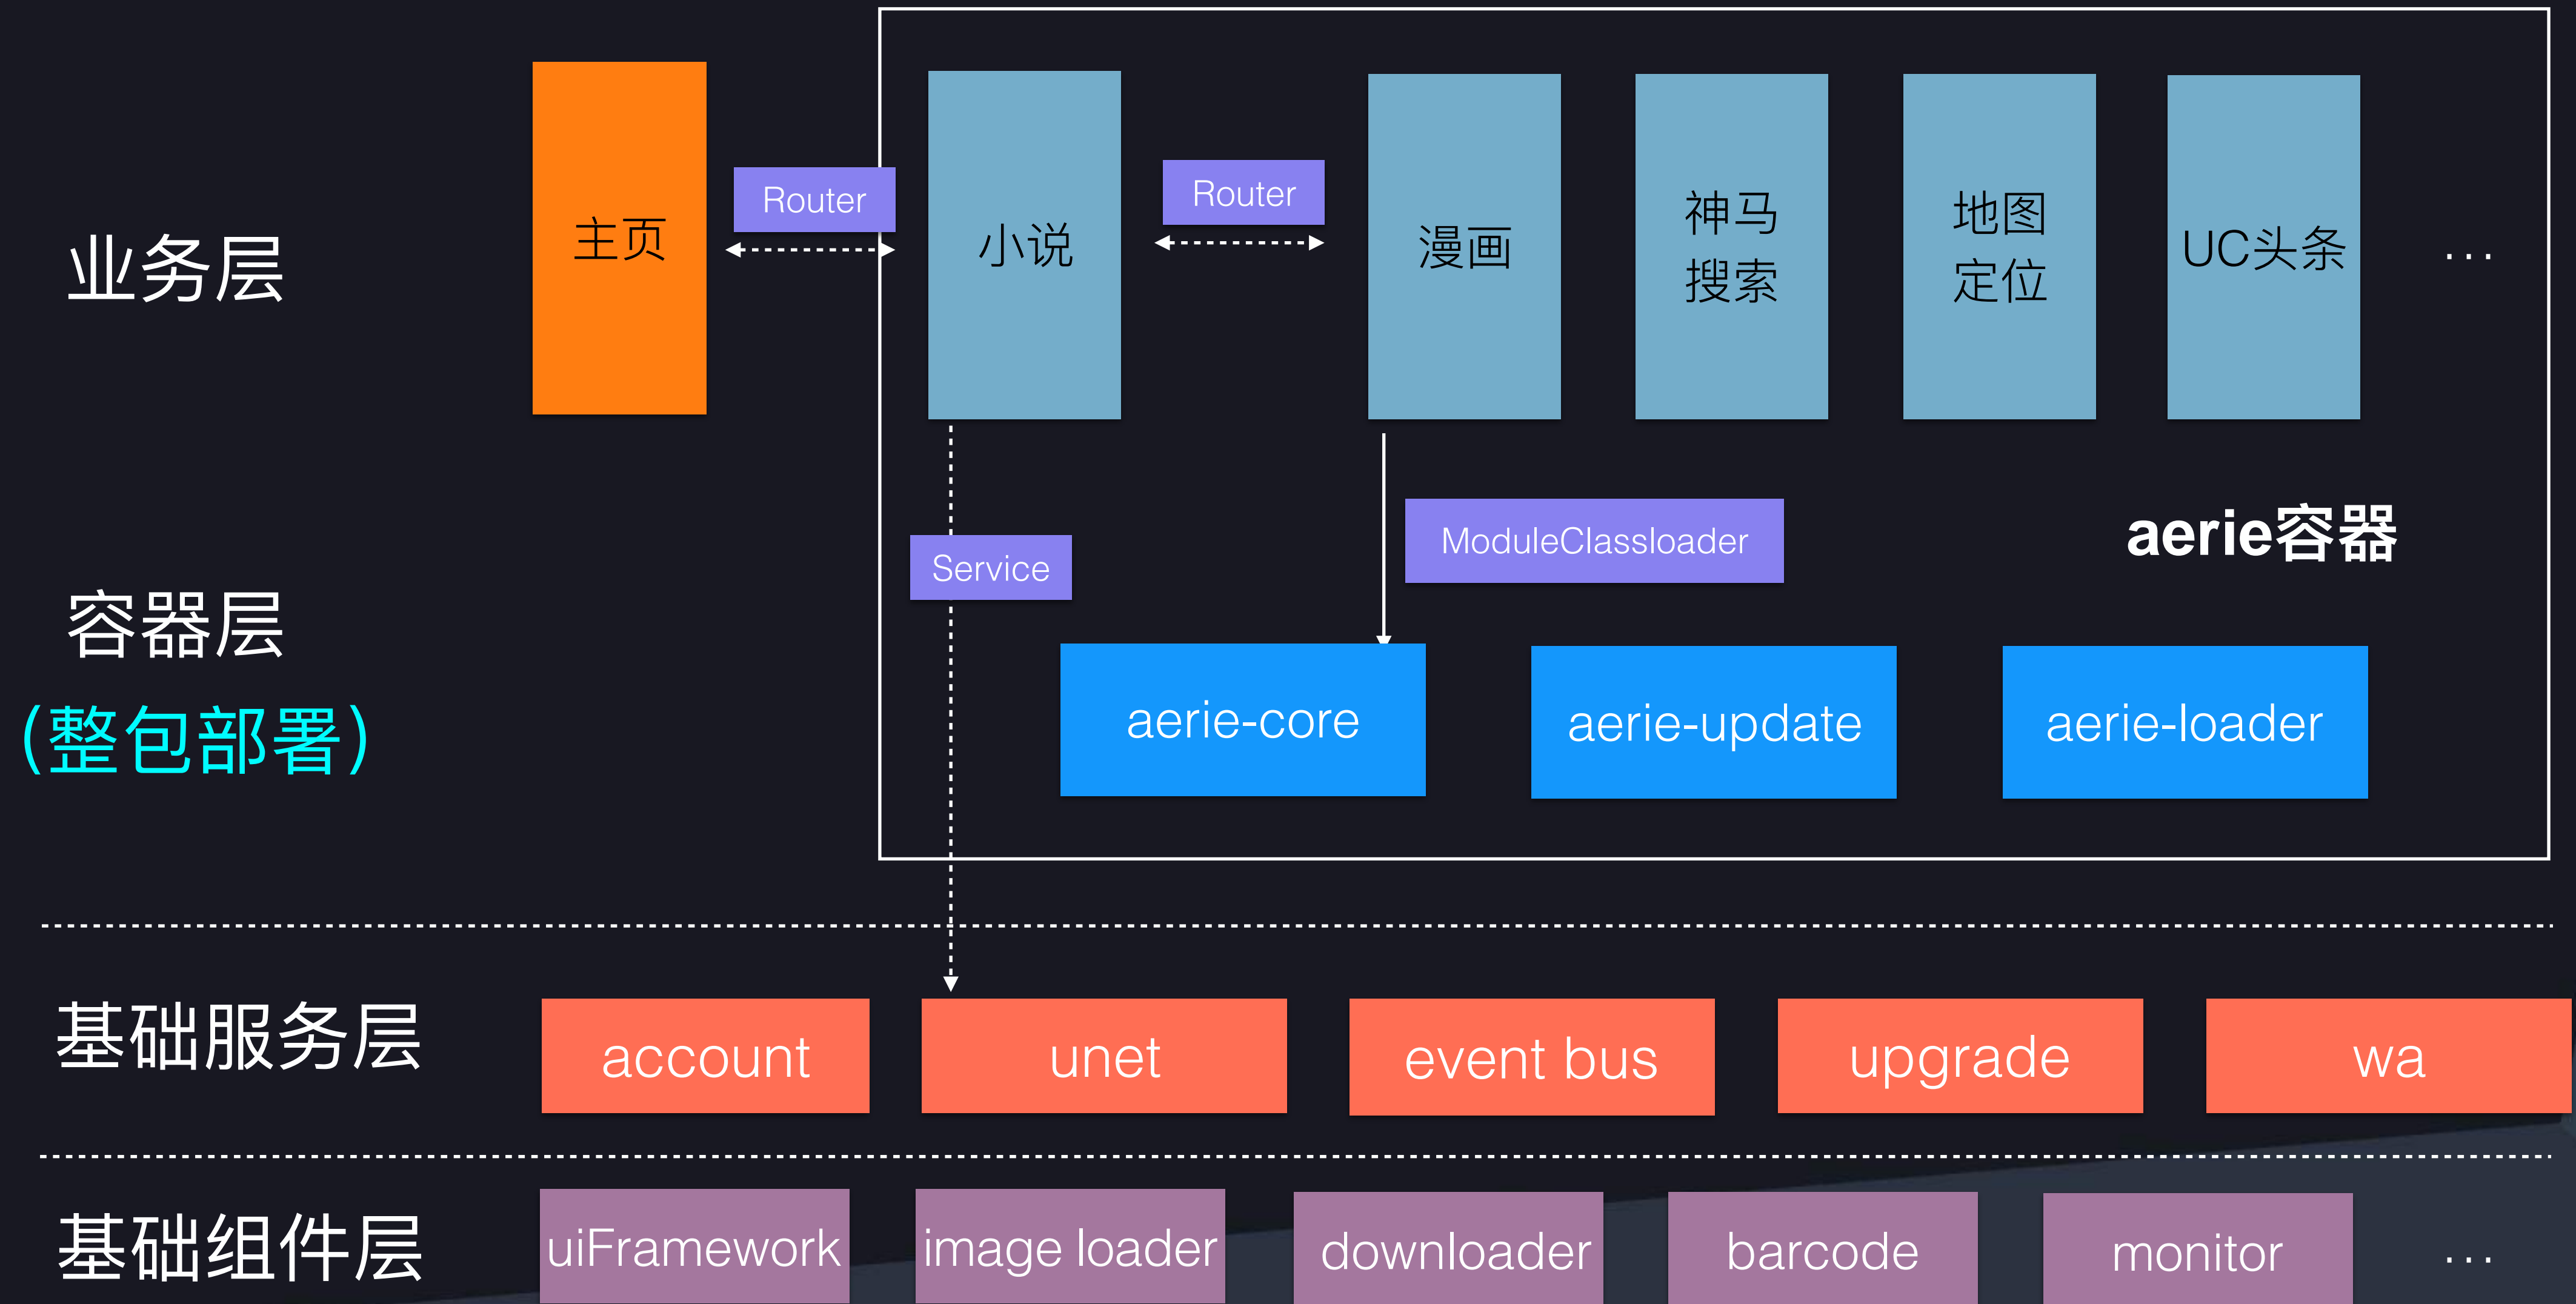 业务层
主页
Router
小说
Router
漫画
神马
搜索
地图
定位
UC头条
...
容器层
(整包部署)
Service
ModuleClassloader
aerie容器
aerie-core
aerie-update
aerie-loader
基础服务层
account
unet
event bus
upgrade
wa
基础组件层
uiFramework
image loader
downloader
barcode
monitor
...